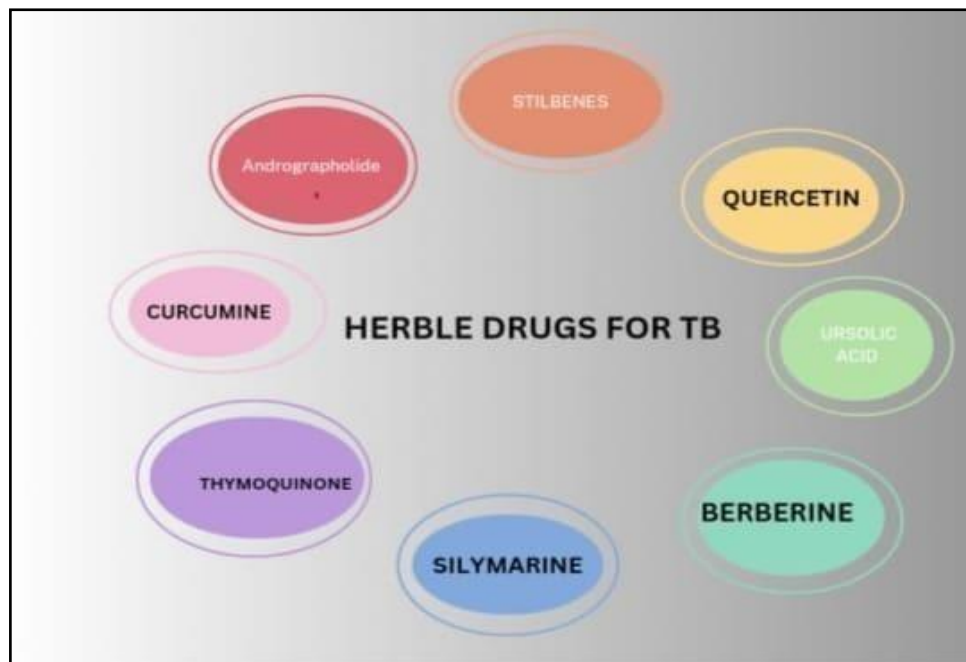 STILBENES
Andrographolide
QUERCETIN
CURCUMINE
HERBLE DRUGS FOR TB
URSOLIC
ACID
THYMOQUINONE
BERBERINE
SILYMARINE